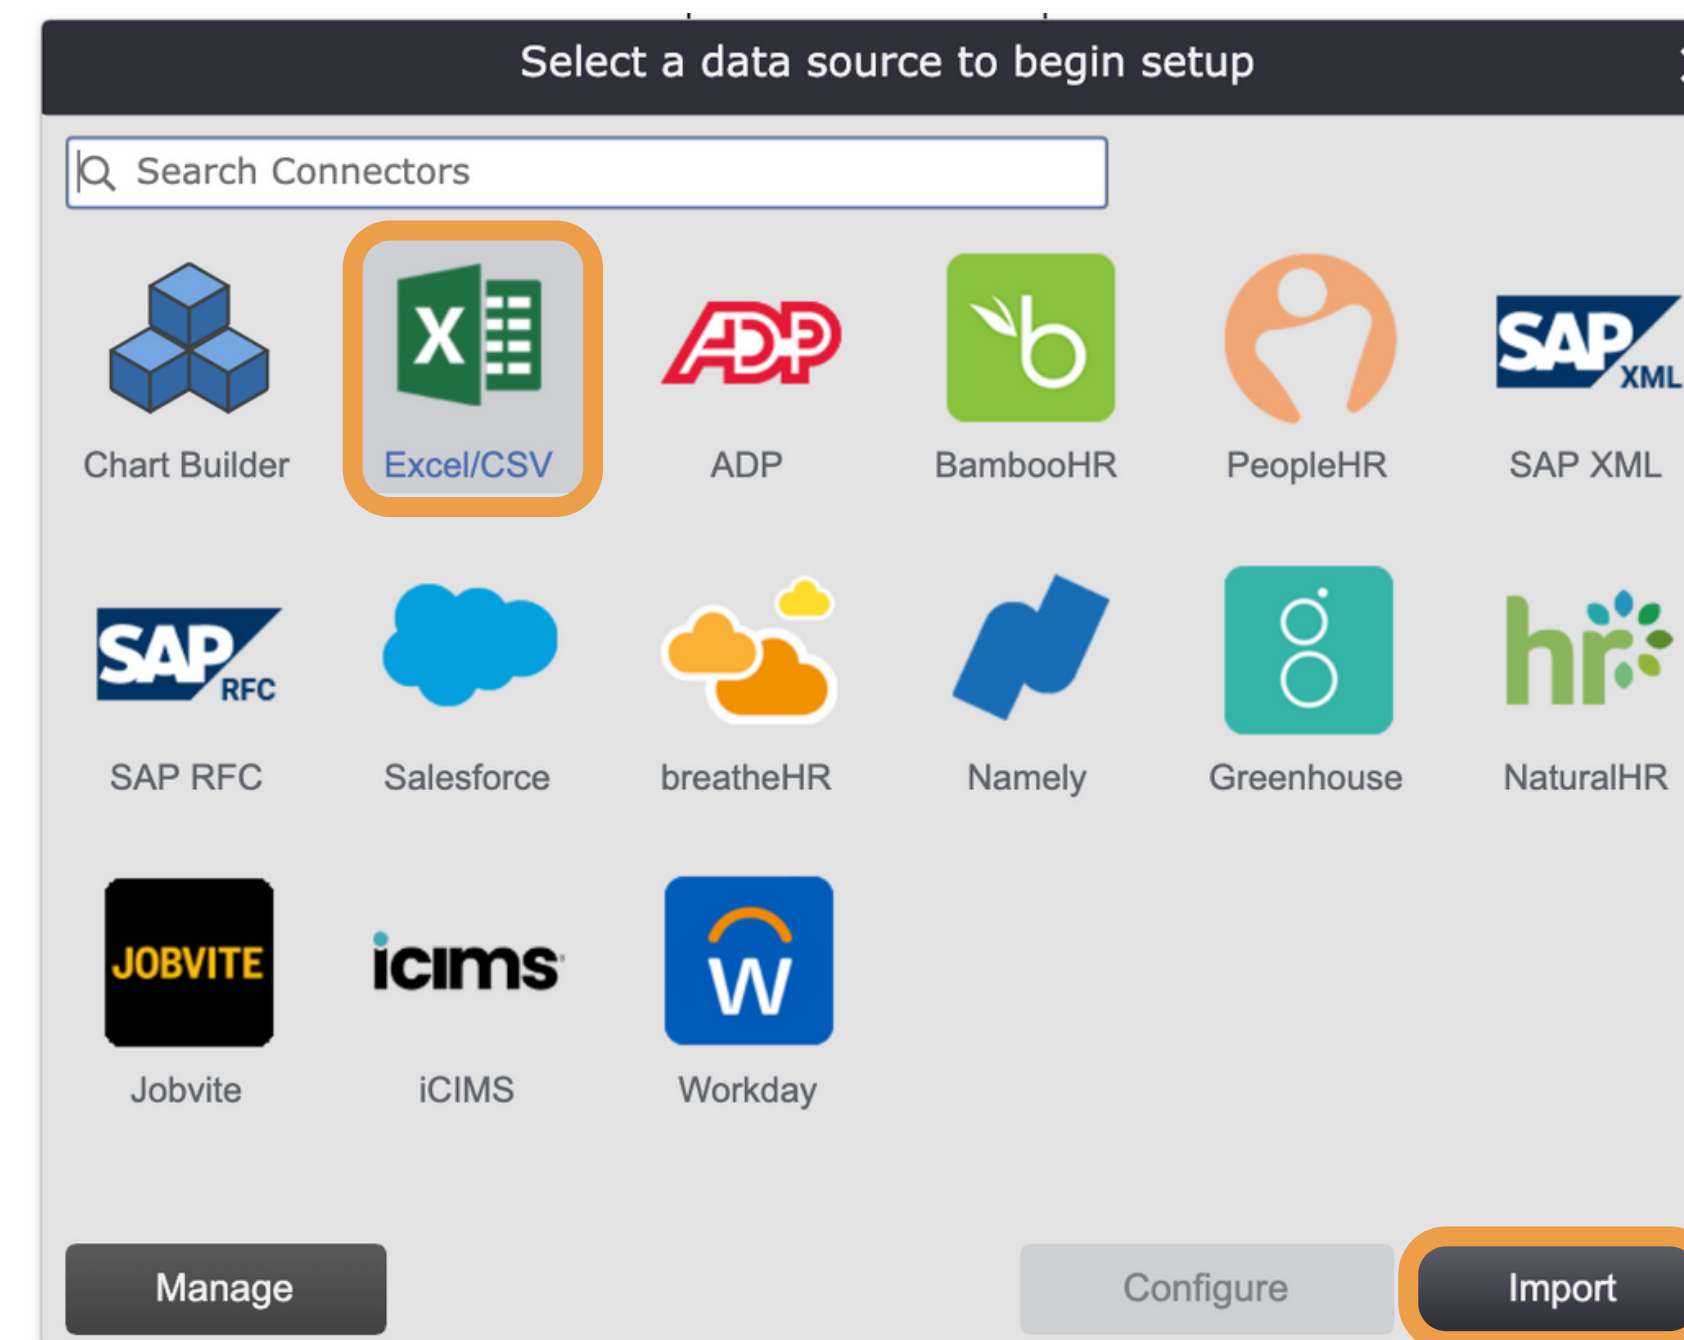 Select a data source to begin setup
Search Connectors
X
ADP
b
SAP XML
Chart Builder
Excel/CSV
ADP
BambooHR
PeopleHR
SAP XML
SAP RFC
g
hr
SAP RFC
Salesforce
breatheHR
Namely
Greenhouse
NaturalHR
JOBVITE
icims
W
Jobvite
iCIMS
Workday
Manage
Configure
Import